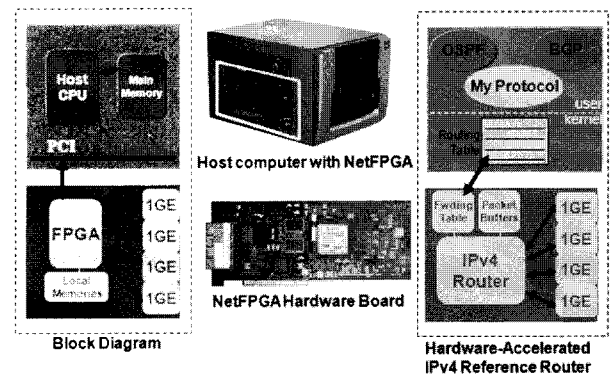 Host
CPU
Main
Memory
PCI
FPGA
Local
Memories
1GE
1GE
1GE
1GE
Block Diagram
Host computer with NetFPGA
NetFPGA Hardware Board
OSPF
BGP
My Protocol
user
kernel
Routing
Table
Fwding
Table
Packet
Buffers
IPv4
Router
1GE
1GE
1GE
1GE
Hardware-Accelerated
IPv4 Reference Router